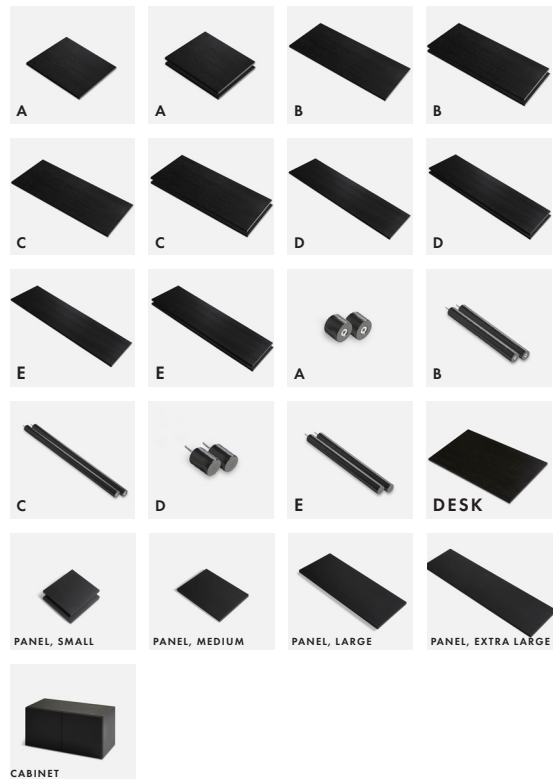 A
A
B
B
C
C
D
D
E
E
A
B
C
D
E
DESK
PANEL, SMALL
PANEL, MEDIUM
PANEL, LARGE
PANEL, EXTRA LARGE
CABINET